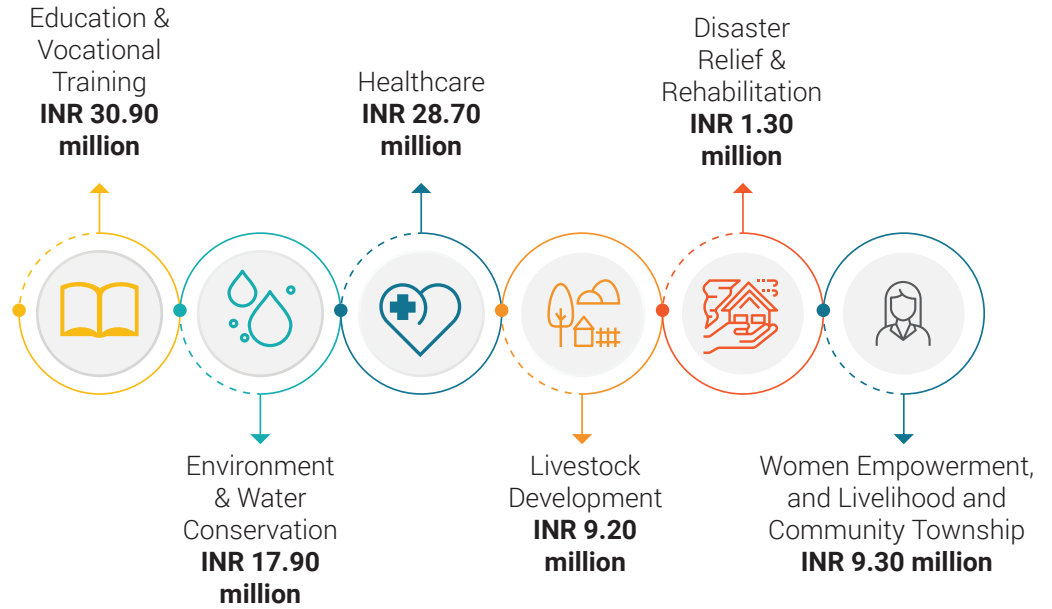 Education &
Vocational
Training
INR 30.90
million
Healthcare
INR 28.70
million
Disaster
Relief &
Rehabilitation
INR 1.30
million
Environment
& Water
Conservation
INR 17.90
million
Livestock
Development
INR 9.20
million
Women Empowerment,
and Livelihood and
Community Township
INR 9.30 million